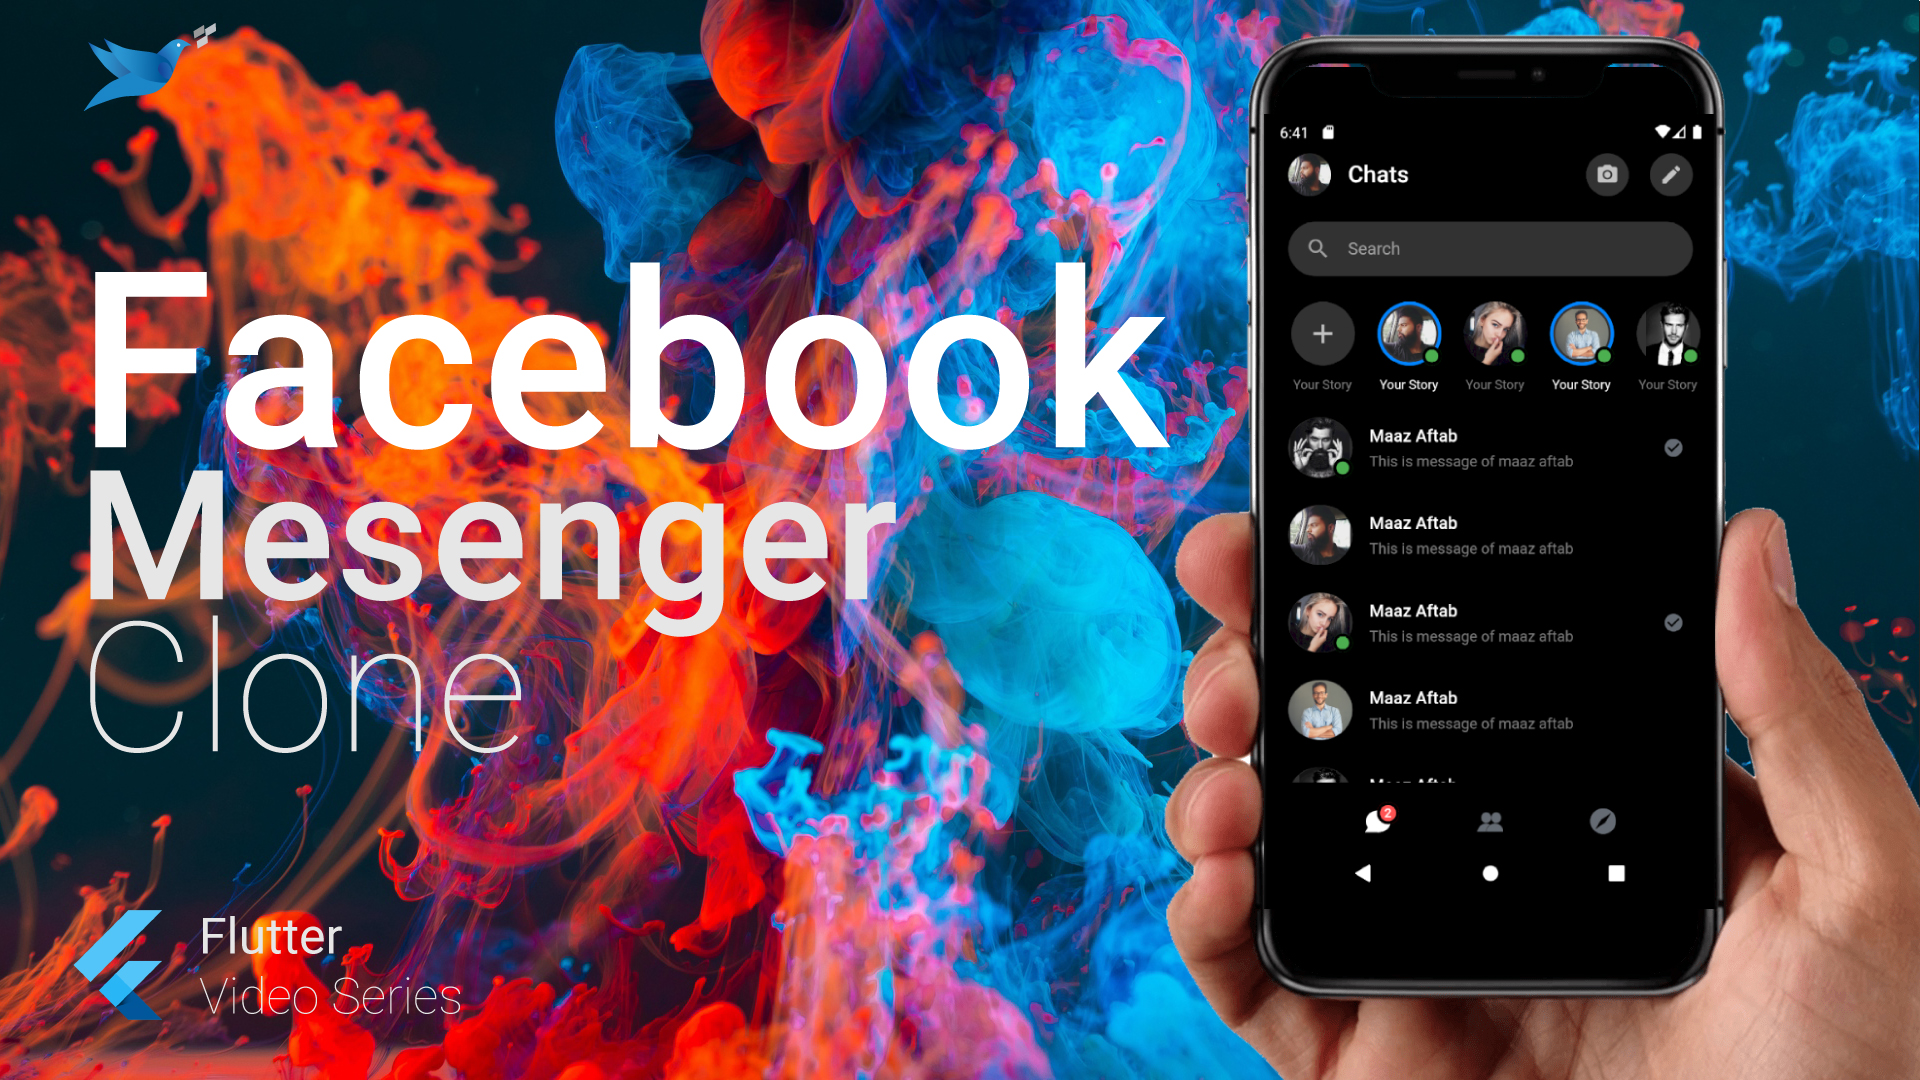 Facebook
Mesenger
Clone
Flutter
Video Series
6:41
Chats
Search
Your Story
Your Story
Your Story
Your Story
Your Story
Maaz Aftab
This is message of maaz aftab
Maaz Aftab
This is message of maaz aftab
Maaz Aftab
This is message of maaz aftab
Maaz Aftab
This is message of maaz aftab
Maaz Aftab
2